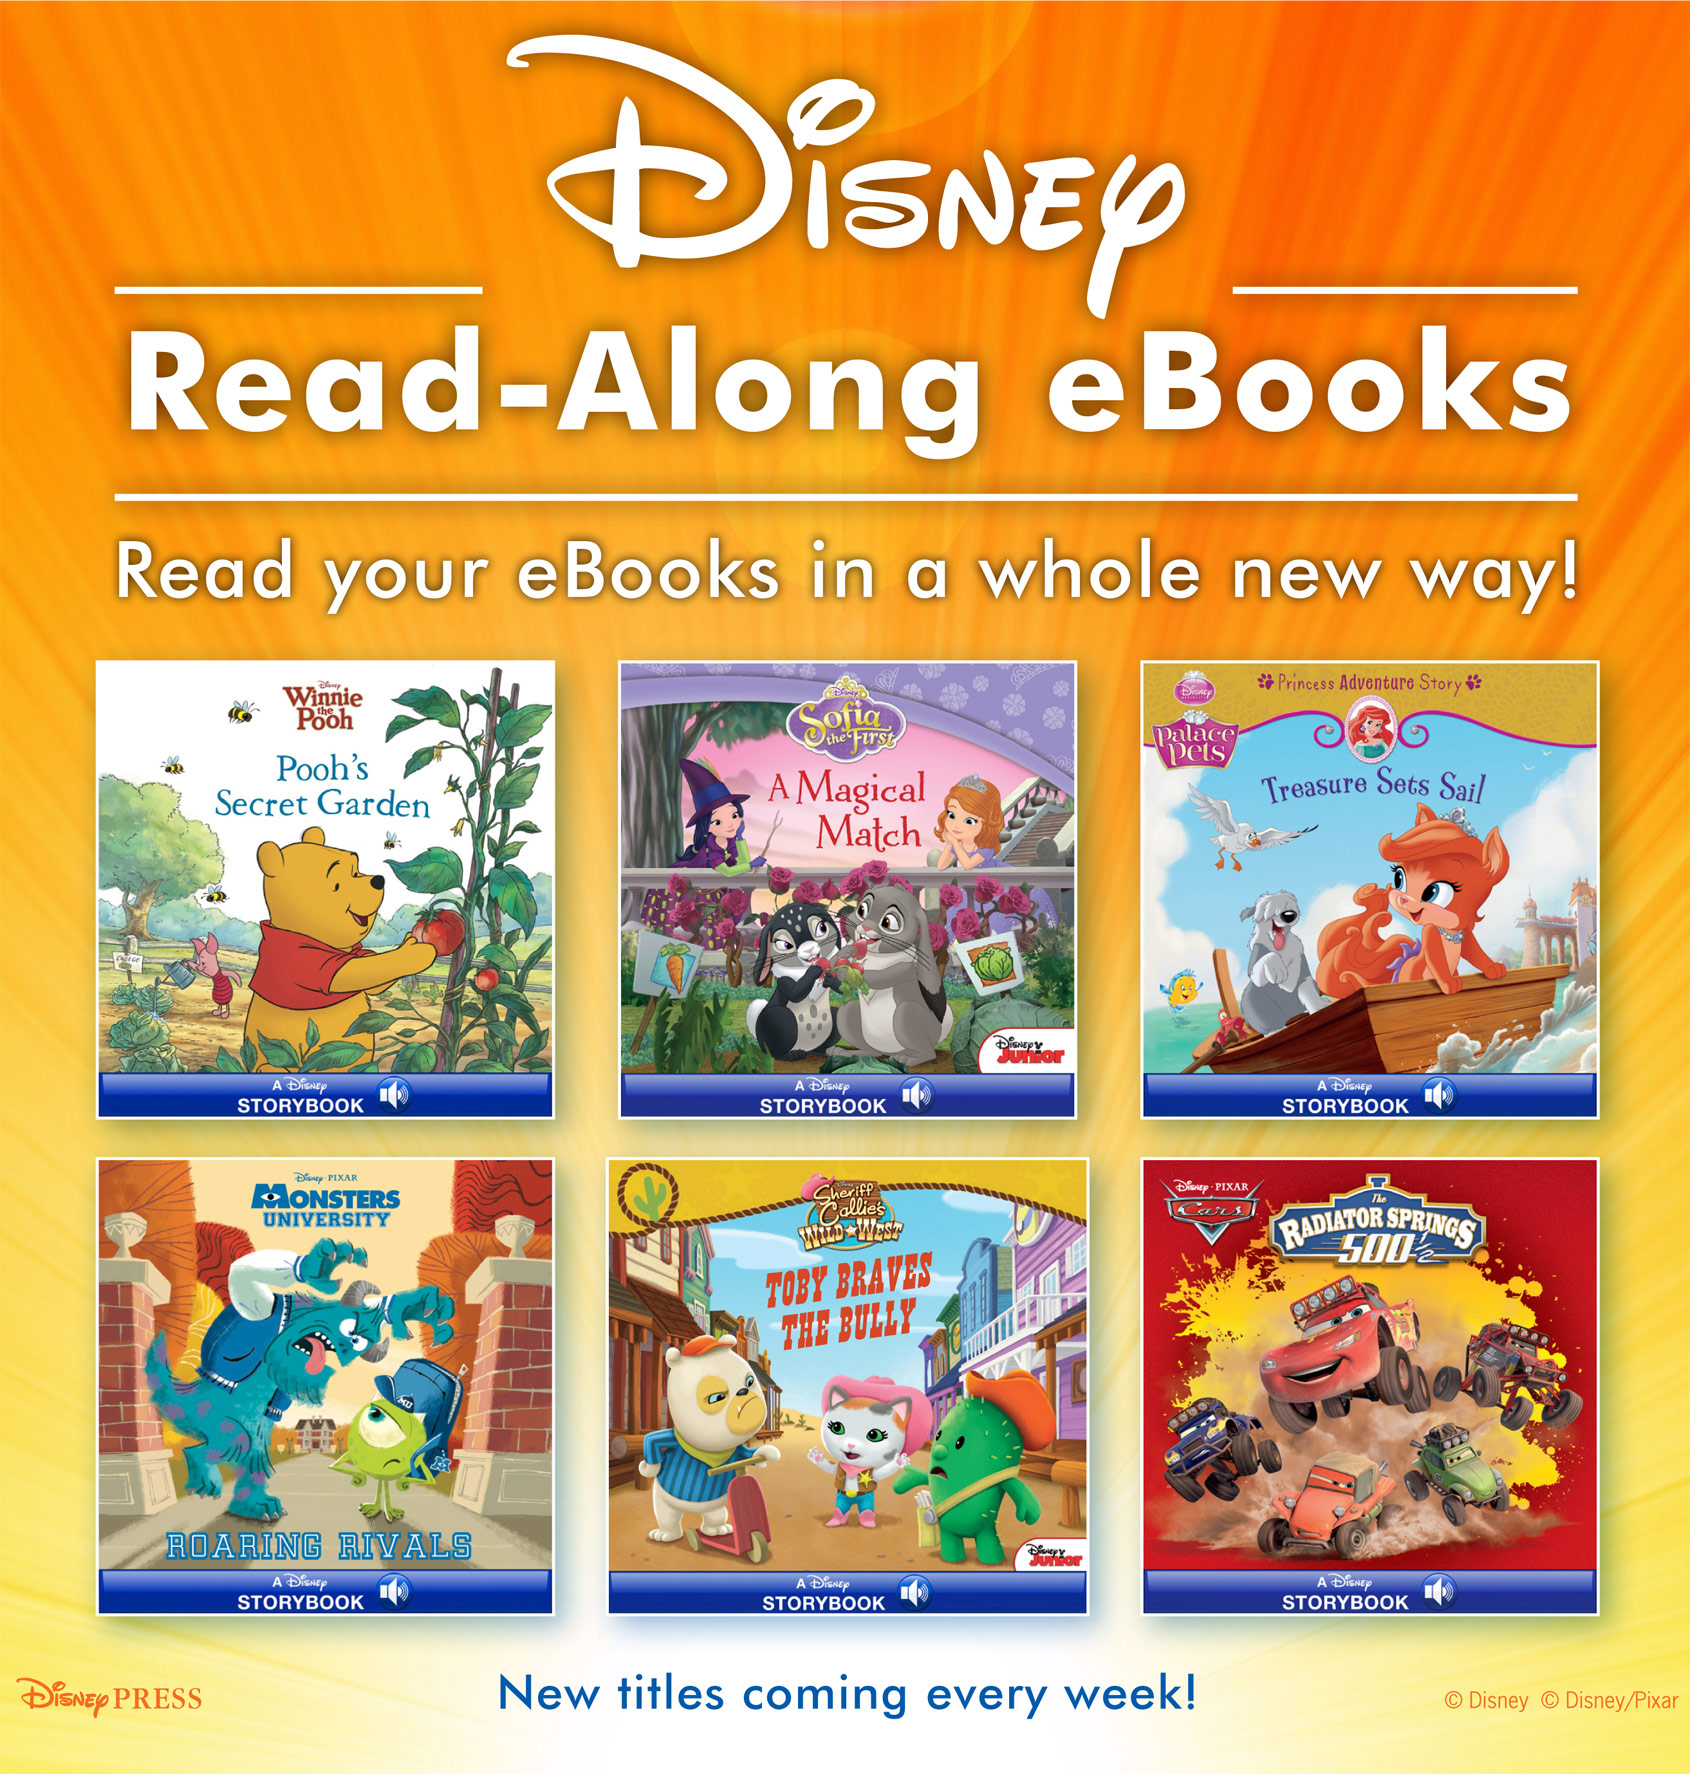 Disney
Read-Along eBooks
Read your eBooks in a whole new way!
Disney
Winnie
the
Pooh
Pooh's
Secret Garden
A Disney
STORYBOOK
Disney
Sofia
the First
A Magical
Match
Disney
Junior
A Disney
STORYBOOK
Princess Adventure Story
Disney
Palace
Pets
Treasure Sets Sail
A Disney
STORYBOOK
Disney · PIXAR
MONSTERS
UNIVERSITY
MU
ROARING RIVALS
A Disney
STORYBOOK
Disney
Sheriff
Callie's
WILD WEST
TOBY BRAVES
THE BULLY
Disney
Junior
A Disney
STORYBOOK
Disney · PIXAR
Cars
The
RADIATOR SPRINGS
500 1/2
A Disney
STORYBOOK
Disney PRESS
New titles coming every week!
© Disney © Disney/Pixar